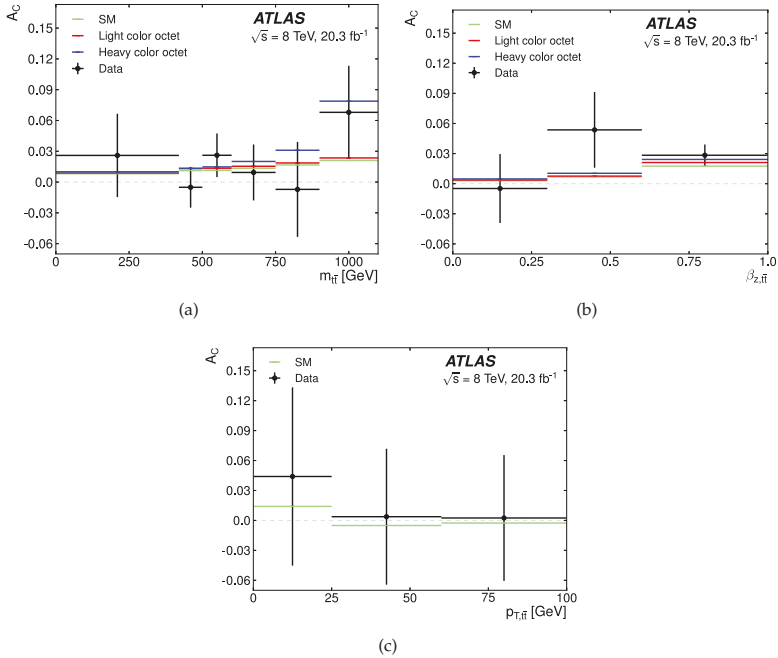 A_C
ATLAS
√s = 8 TeV, 20.3 fb⁻¹
SM
Light color octet
Heavy color octet
Data
0.15
0.12
0.09
0.06
0.03
0.0
-0.03
-0.06
0 250 500 750 1000
m_tt̄ [GeV]
(a)
A_C
ATLAS
√s = 8 TeV, 20.3 fb⁻¹
SM
Light color octet
Heavy color octet
Data
0.15
0.12
0.09
0.06
0.03
0.0
-0.03
-0.06
0.0 0.25 0.5 0.75 1.0
β_z,tt̄
(b)
A_C
ATLAS
√s = 8 TeV, 20.3 fb⁻¹
SM
Data
0.15
0.12
0.09
0.06
0.03
0.0
-0.03
-0.06
0 25 50 75 100
p_T,tt̄ [GeV]
(c)